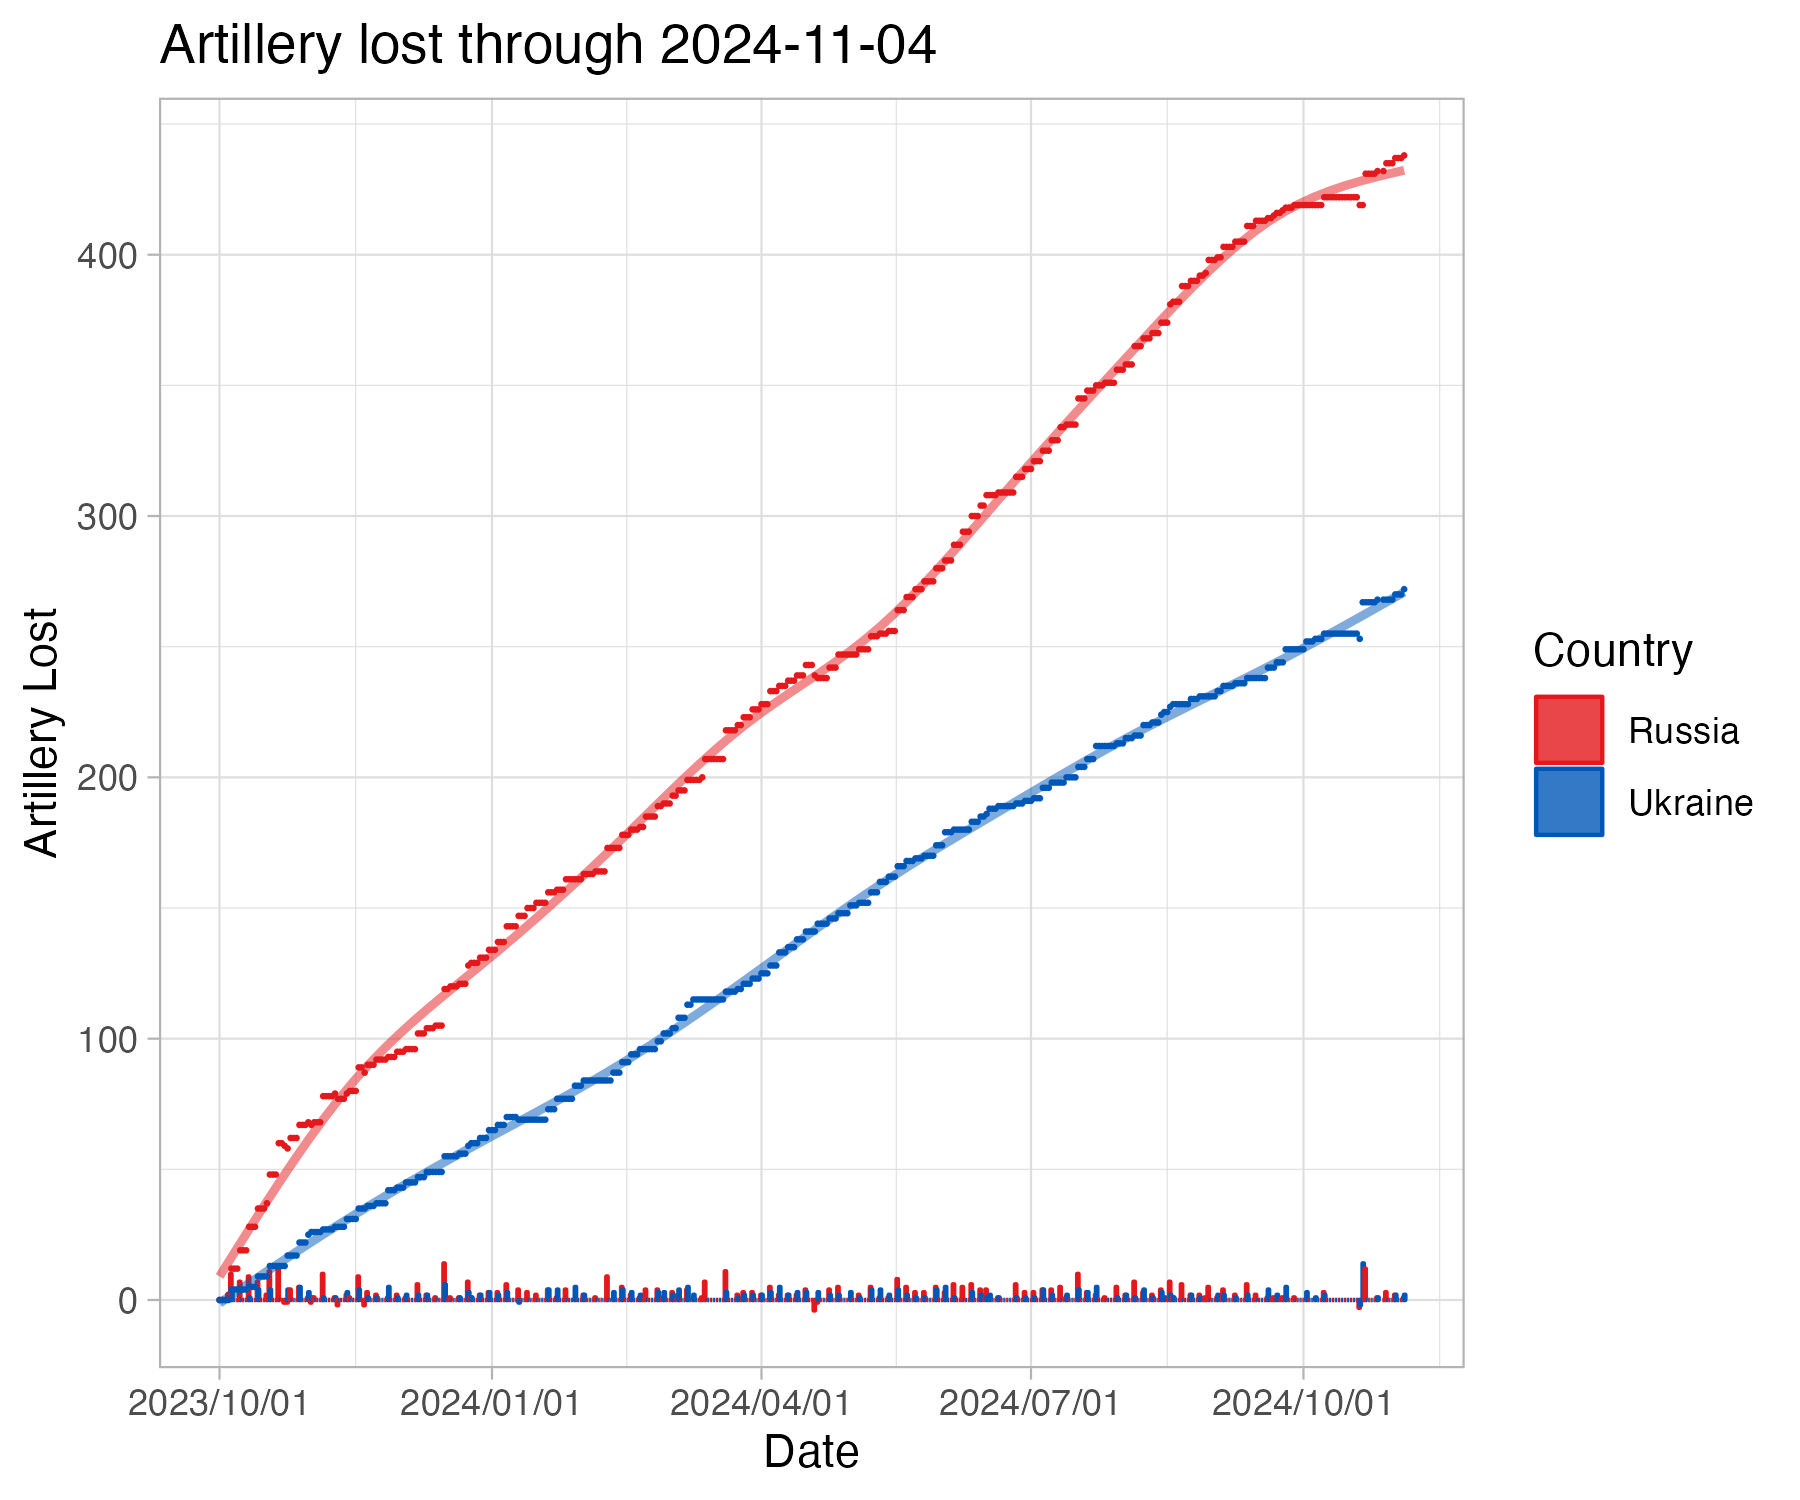 Artillery lost through 2024-11-04
Artillery Lost
400
300
200
100
0
2023/10/01
2024/01/01
2024/04/01
2024/07/01
2024/10/01
Date
Country
Russia
Ukraine